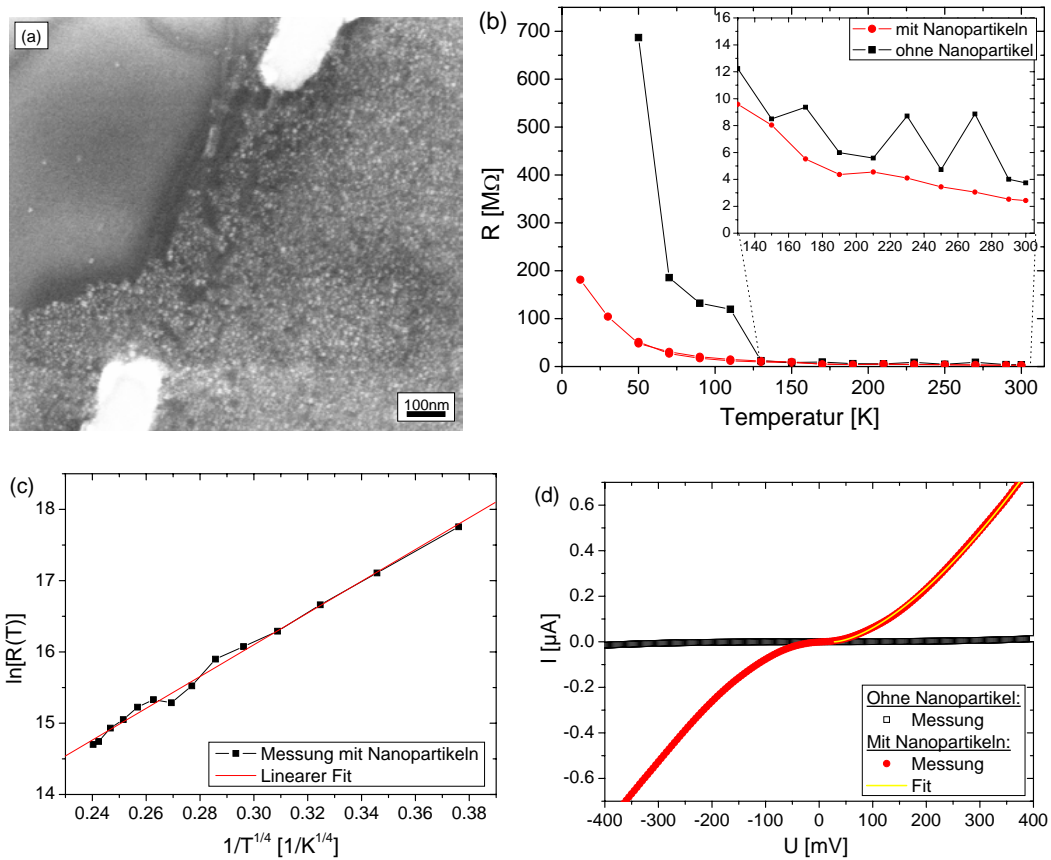 (a)
100nm
(b)
700
600
500
400
300
200
100
0
R [MΩ]
0 50 100 150 200 250 300
Temperatur [K]
16
14
12
10
8
6
4
2
0
140 160 180 200 220 240 260 280 300
mit Nanopartikeln
ohne Nanopartikel
(c)
18
17
16
15
14
ln[R(T)]
0.24 0.26 0.28 0.30 0.32 0.34 0.36 0.38
1/T^1/4 [1/K^1/4]
Messung mit Nanopartikeln
Linearer Fit
(d)
0.6
0.4
0.2
0.0
-0.2
-0.4
-0.6
I [µA]
-400 -300 -200 -100 0 100 200 300 400
U [mV]
Ohne Nanopartikel:
Messung
Mit Nanopartikeln:
Messung
Fit